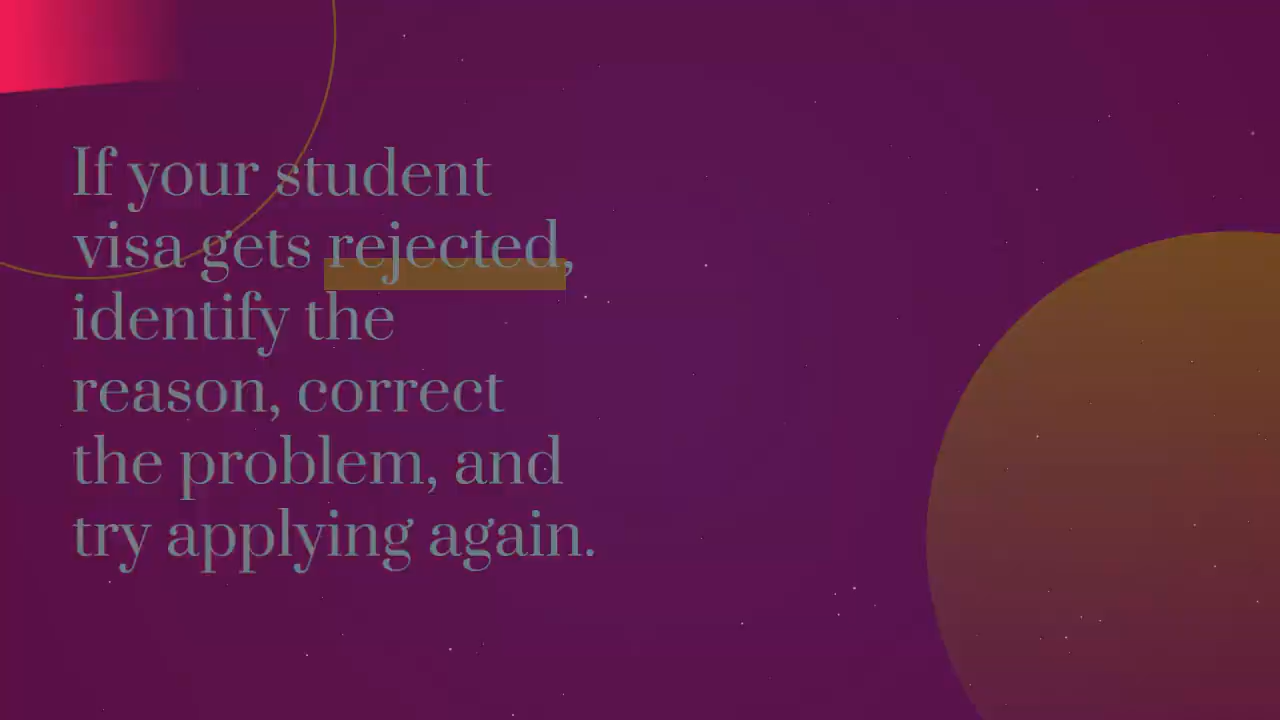 If your student
visa gets rejected,
identify the
reason, correct
the problem, and
try applying again.